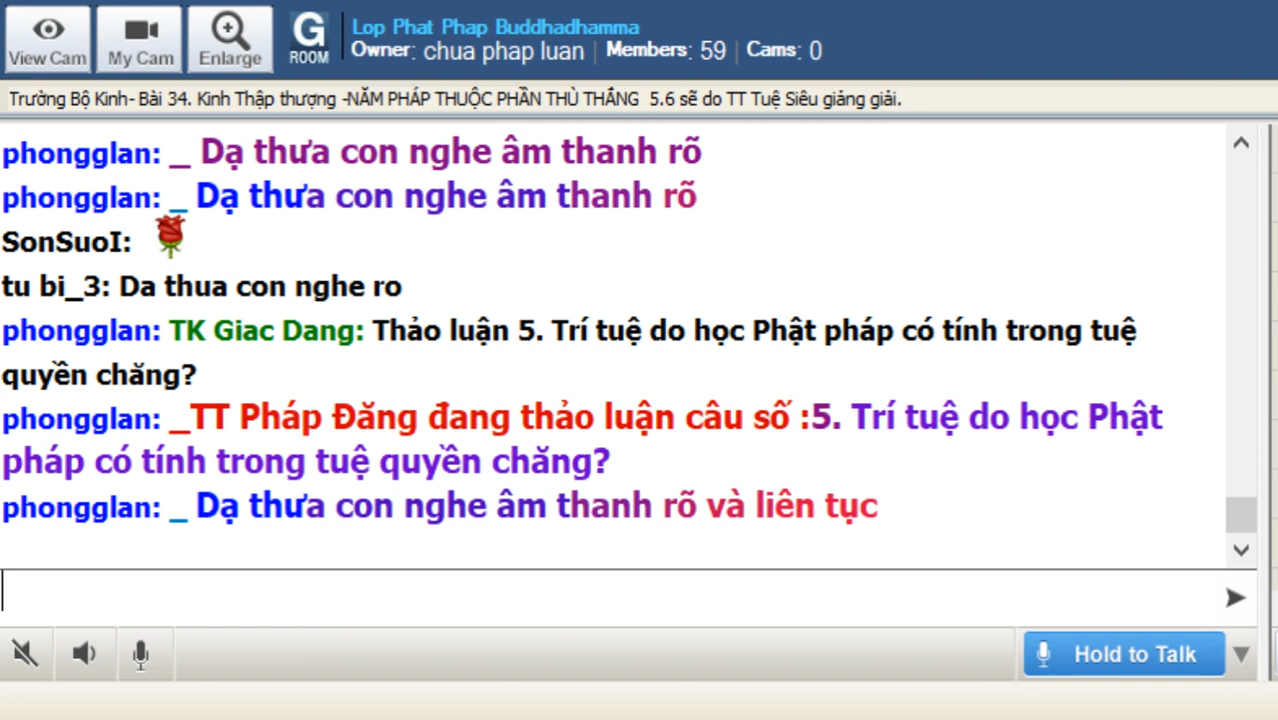 Lop Phat Phap Buddhadhamma
View Cam My Cam Enlarge G ROOM Owner: chua phap luan | Members: 59 | Cams: 0
Trường Bộ Kinh- Bài 34. Kinh Thập thượng -NĂM PHÁP THUỘC PHẦN THÙ THẮNG 5.6 sẽ do TT Tuệ Siêu giảng giải.
phongglan: _ Dạ thưa con nghe âm thanh rõ
phongglan: _ Dạ thưa con nghe âm thanh rõ
SonSuoI:
tu bi_3: Da thua con nghe ro
phongglan: TK Giac Dang: Thảo luận 5. Trí tuệ do học Phật pháp có tính trong tuệ
quyền chăng?
phongglan: _TT Pháp Đăng đang thảo luận câu số :5. Trí tuệ do học Phật
pháp có tính trong tuệ quyền chăng?
phongglan: _ Dạ thưa con nghe âm thanh rõ và liên tục
Hold to Talk